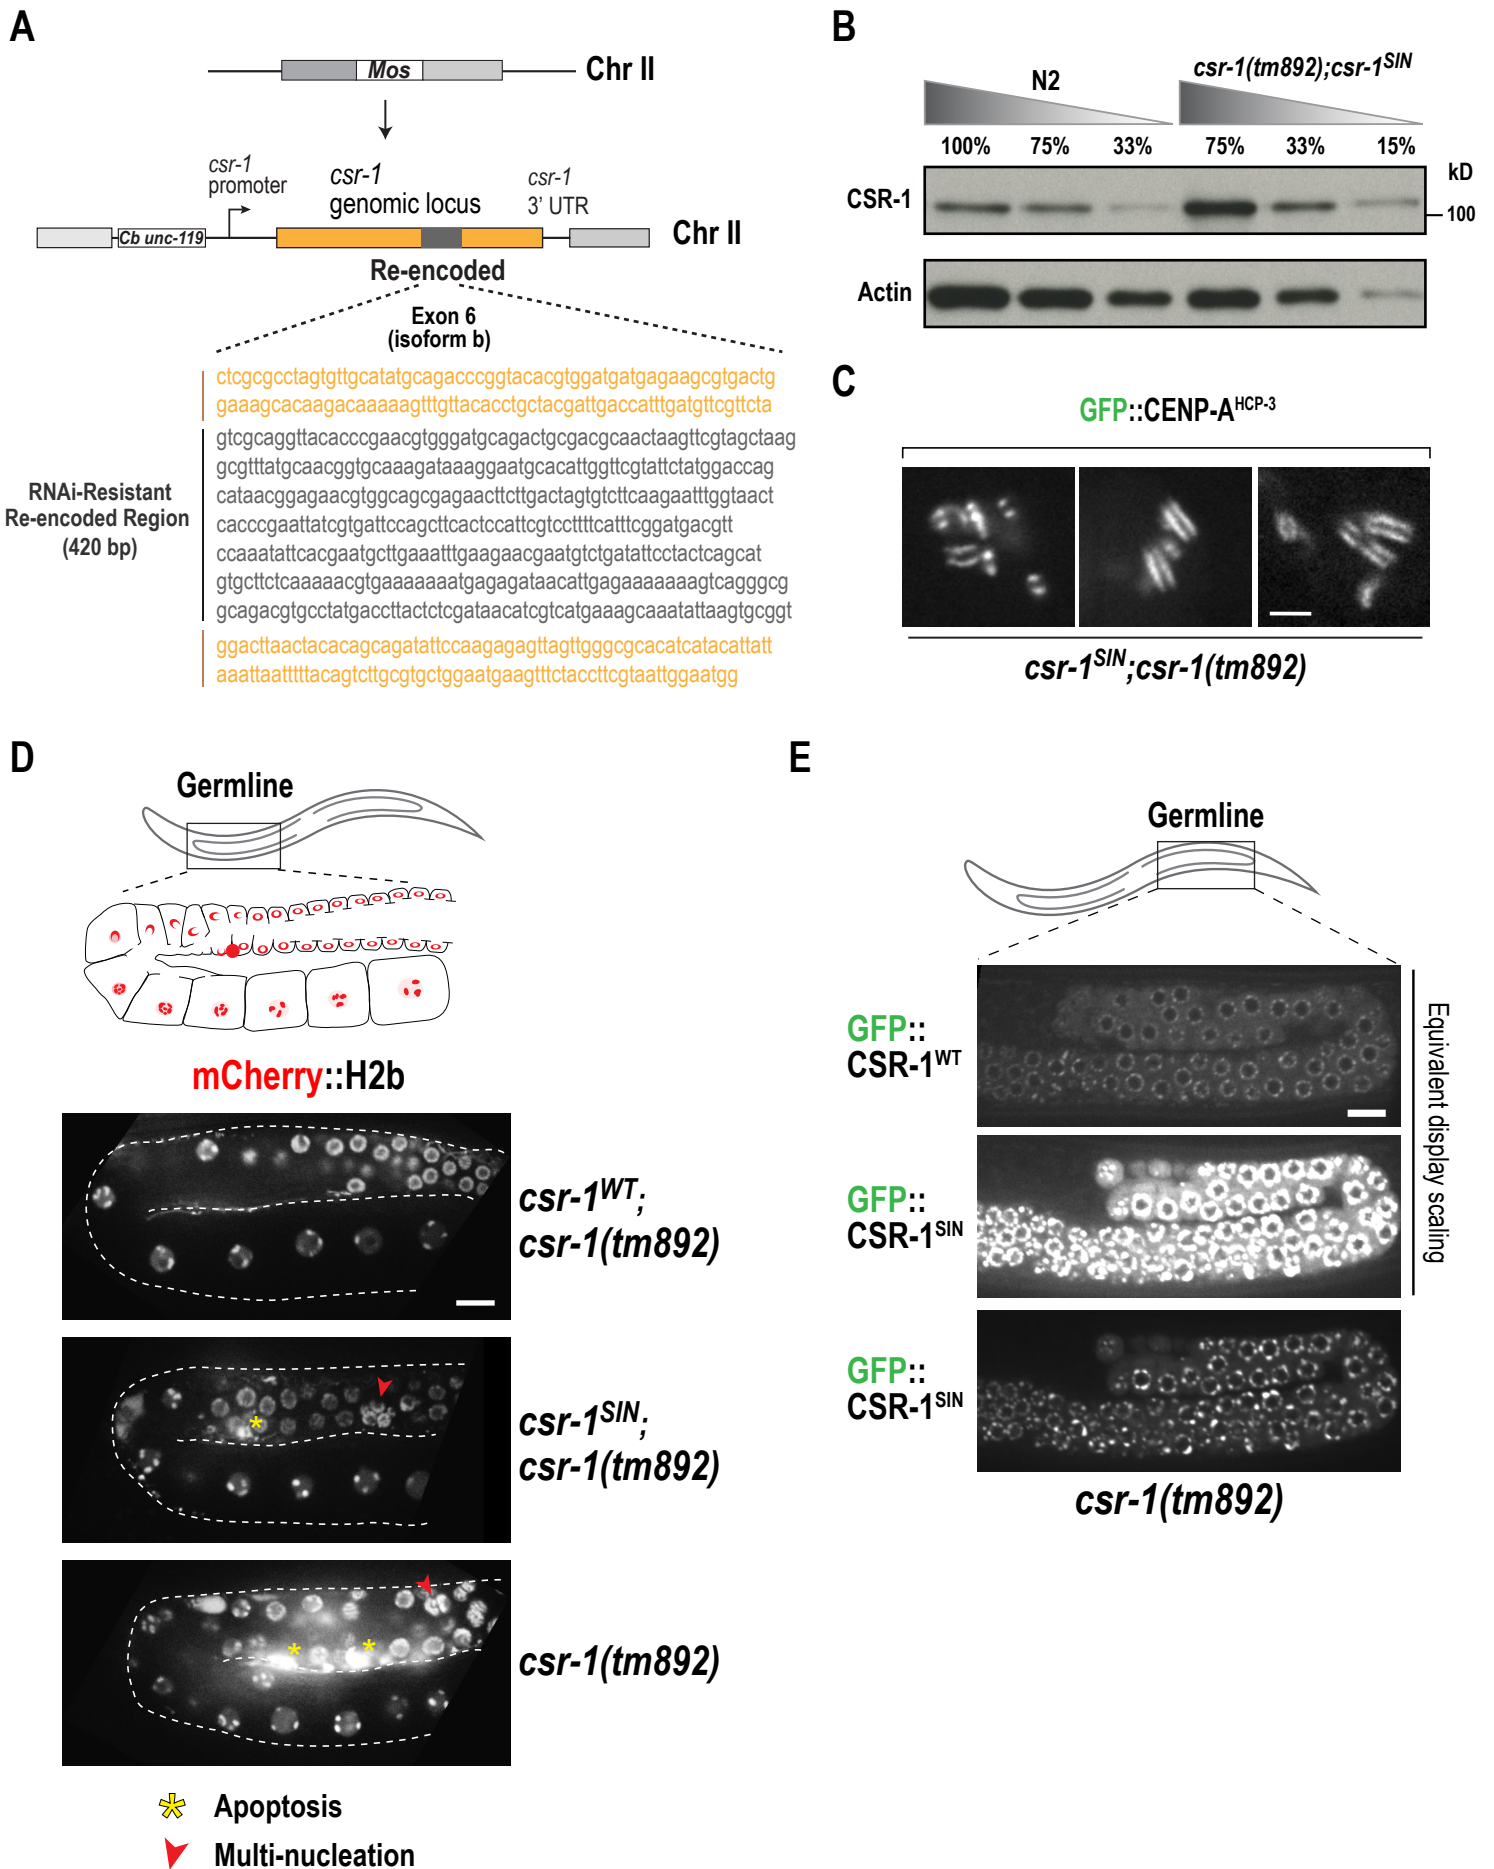 A
Mos
Chr II
csr-1
promoter
csr-1
genomic locus
csr-1
3' UTR
Cb unc-119
Chr II
Re-encoded
Exon 6
(isoform b)
ctcgcgcctagtgttgcatatgcagacccggtacacgtggatgatgagaagcgtgactg
gaaagcacaagacaaaaagtttgttacacctgctacgattgaccatttgatgttcgttcta
gtcgcaggttacacccgaacgtgggatgcagactgcgacgcaactaagttcgtagctaag
gcgtttatgcaacggtgcaaagataaaggaatgcacattggttcgtattctatggaccag
cataacggagaacgtggcagcgagaacttcttgactagtgtcttcaagaatttggtaact
cacccgaattatcgtgattccagcttcactccattcgtccttttcatttcggatgacgtt
ccaaatattcacgaatgcttgaaatttgaagaacgaatgtctgatattcctactcagcat
gtgcttctcaaaaacgtgaaaaaaatgagagataacattgagaaaaaaagtcagggcg
gcagacgtgcctatgaccttactctcgataacatcgtcatgaaagcaaatattaagtgcggt
ggacttaactacacagcagatattccaagagagttagttgggcgcacatcatacattatt
aaattaatttttacagtcttgcgtgctggaatgaagtttctaccttcgtaattggaatgg
RNAi-Resistant
Re-encoded Region
(420 bp)
B
N2
csr-1(tm892);csr-1SIN
100% 75% 33% 75% 33% 15%
kD
CSR-1
100
Actin
C
GFP::CENP-AHCP-3
csr-1SIN;csr-1(tm892)
D
Germline
mCherry::H2b
csr-1WT;
csr-1(tm892)
csr-1SIN;
csr-1(tm892)
csr-1(tm892)
Apoptosis
Multi-nucleation
E
Germline
GFP::
CSR-1WT
GFP::
CSR-1SIN
GFP::
CSR-1SIN
Equivalent display scaling
csr-1(tm892)